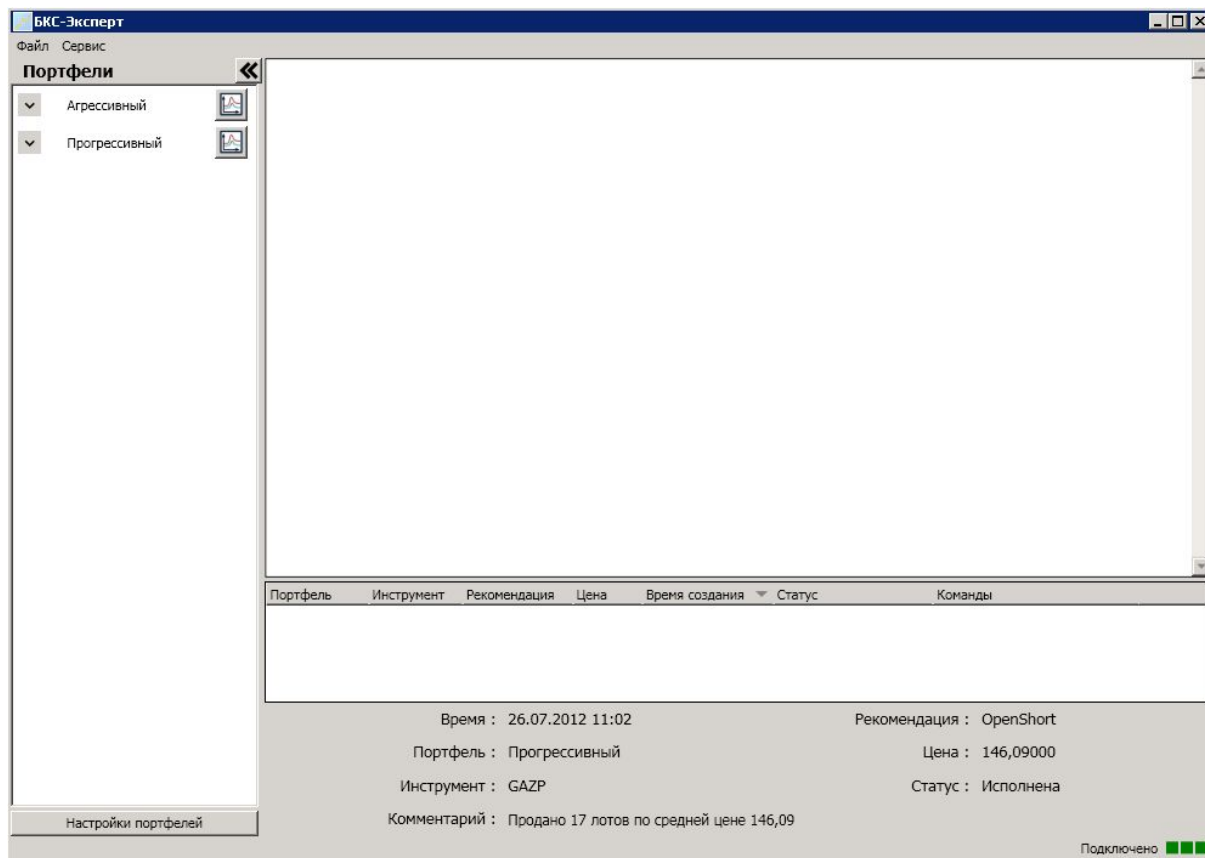 БКС-Эксперт
Файл Сервис
Портфели
Агрессивный
Прогрессивный
Настройки портфелей
Портфель Инструмент Рекомендация Цена Время создания Статус Команды
Время : 26.07.2012 11:02 Рекомендация : OpenShort
Портфель : Прогрессивный Цена : 146,09000
Инструмент : GAZP Статус : Исполнена
Комментарий : Продано 17 лотов по средней цене 146,09
Подключено